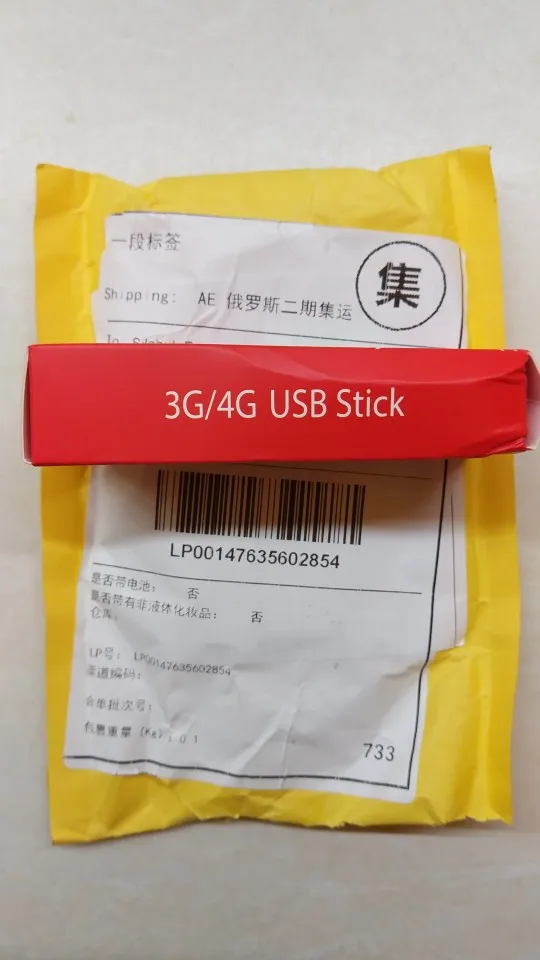 一段标签
集
Shipping: AE 俄罗斯二期集运
3G/4G USB Stick
LP00147635602854
是否带电池: 否
是否带有非液体化妆品: 否
仓库:
LP号: LP00147635602854
渠道编码:
合单批次号:
包裹重量 (Kg): 0.1
733